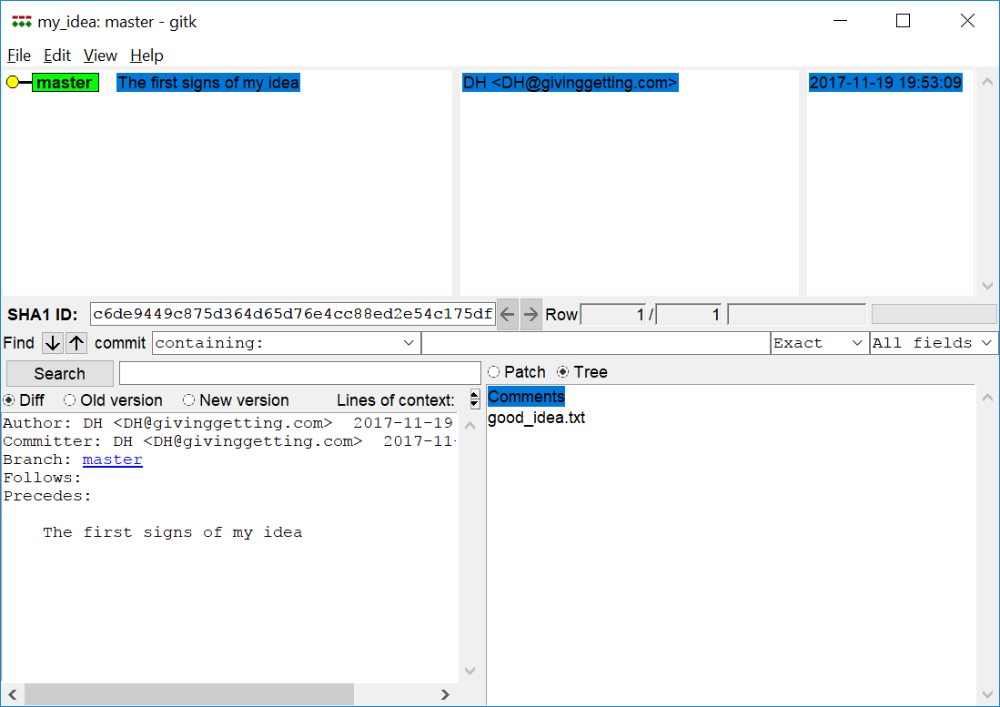 my_idea: master - gitk
File Edit View Help
master The first signs of my idea DH <DH@givinggetting.com> 2017-11-19 19:53:09
SHA1 ID: c6de9449c875d364d65d76e4cc88ed2e54c175df Row 1 / 1
Find commit containing: Exact All fields
Search Patch Tree
Diff Old version New version Lines of context:
Comments
good_idea.txt
Author: DH <DH@givinggetting.com> 2017-11-19
Committer: DH <DH@givinggetting.com> 2017-11-
Branch: master
Follows:
Precedes:
The first signs of my idea